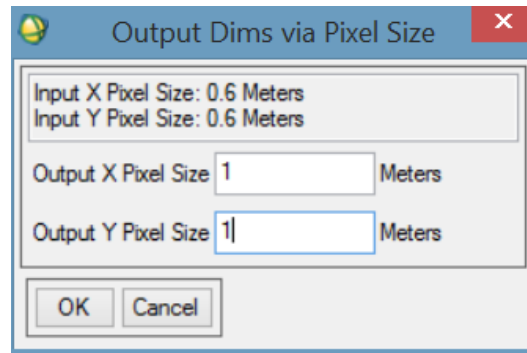 Output Dims via Pixel Size
x
Input X Pixel Size: 0.6 Meters
Input Y Pixel Size: 0.6 Meters
Output X Pixel Size 1 Meters
Output Y Pixel Size 1 Meters
OK Cancel